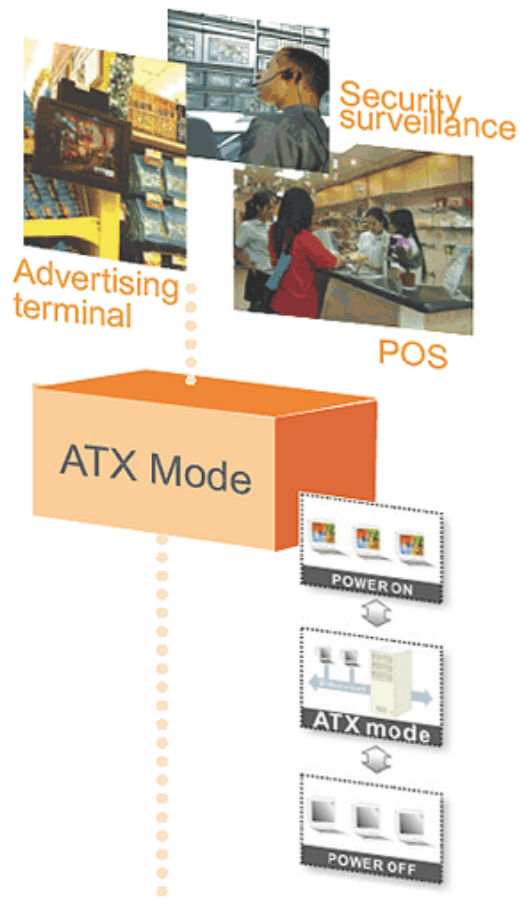 Security
surveillance
Advertising
terminal
POS
ATX Mode
POWER ON
ATX mode
POWER OFF